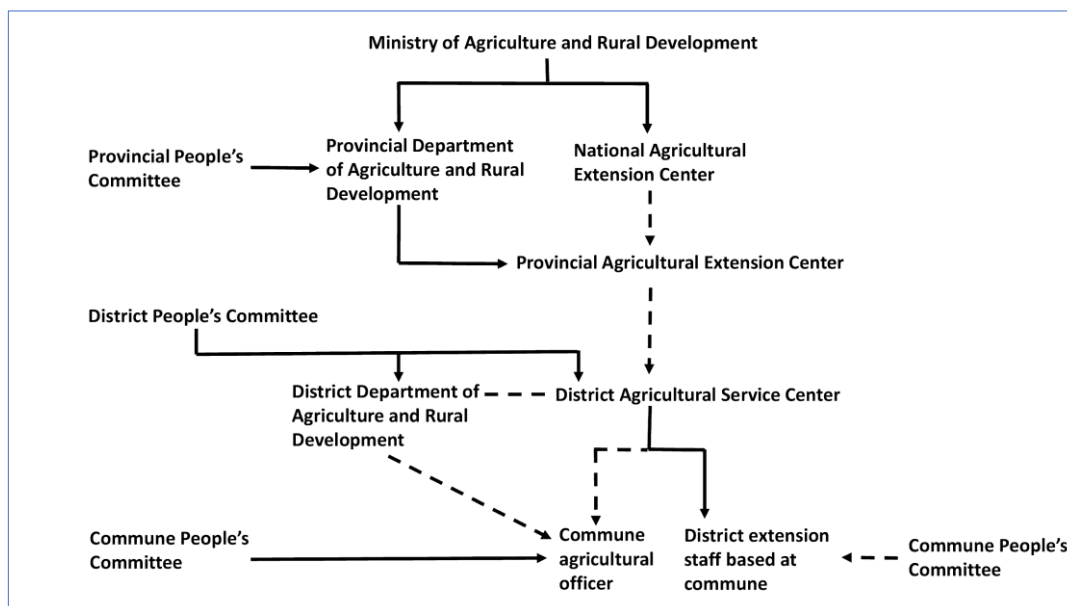 Ministry of Agriculture and Rural Development
Provincial People's
Committee
Provincial Department
of Agriculture and Rural
Development
National Agricultural
Extension Center
Provincial Agricultural Extension Center
District People's Committee
District Department of
Agriculture and Rural
Development
District Agricultural Service Center
Commune People's
Committee
Commune
agricultural
officer
District extension
staff based at
commune
Commune People's
Committee